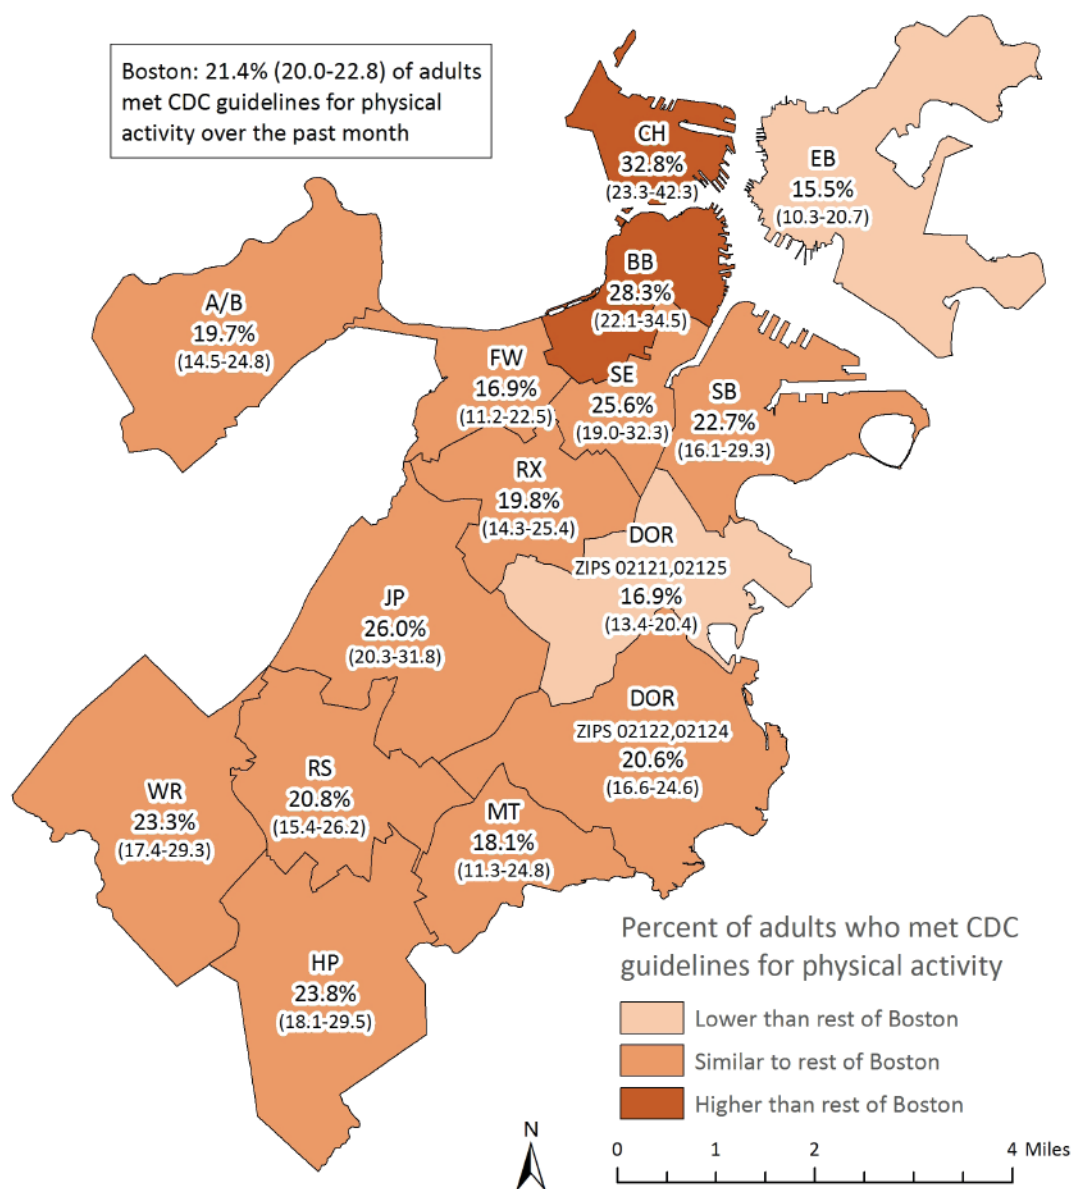 Boston: 21.4% (20.0-22.8) of adults
met CDC guidelines for physical
activity over the past month
CH
32.8%
(23.3-42.3)
EB
15.5%
(10.3-20.7)
BB
28.3%
(22.1-34.5)
A/B
19.7%
(14.5-24.8)
FW
16.9%
(11.2-22.5)
SE
25.6%
(19.0-32.3)
SB
22.7%
(16.1-29.3)
RX
19.8%
(14.3-25.4)
DOR
ZIPS 02121,02125
16.9%
(13.4-20.4)
JP
26.0%
(20.3-31.8)
DOR
ZIPS 02122,02124
20.6%
(16.6-24.6)
RS
20.8%
(15.4-26.2)
WR
23.3%
(17.4-29.3)
MT
18.1%
(11.3-24.8)
HP
23.8%
(18.1-29.5)
Percent of adults who met CDC
guidelines for physical activity
Lower than rest of Boston
Similar to rest of Boston
Higher than rest of Boston
N
0 1 2 4 Miles